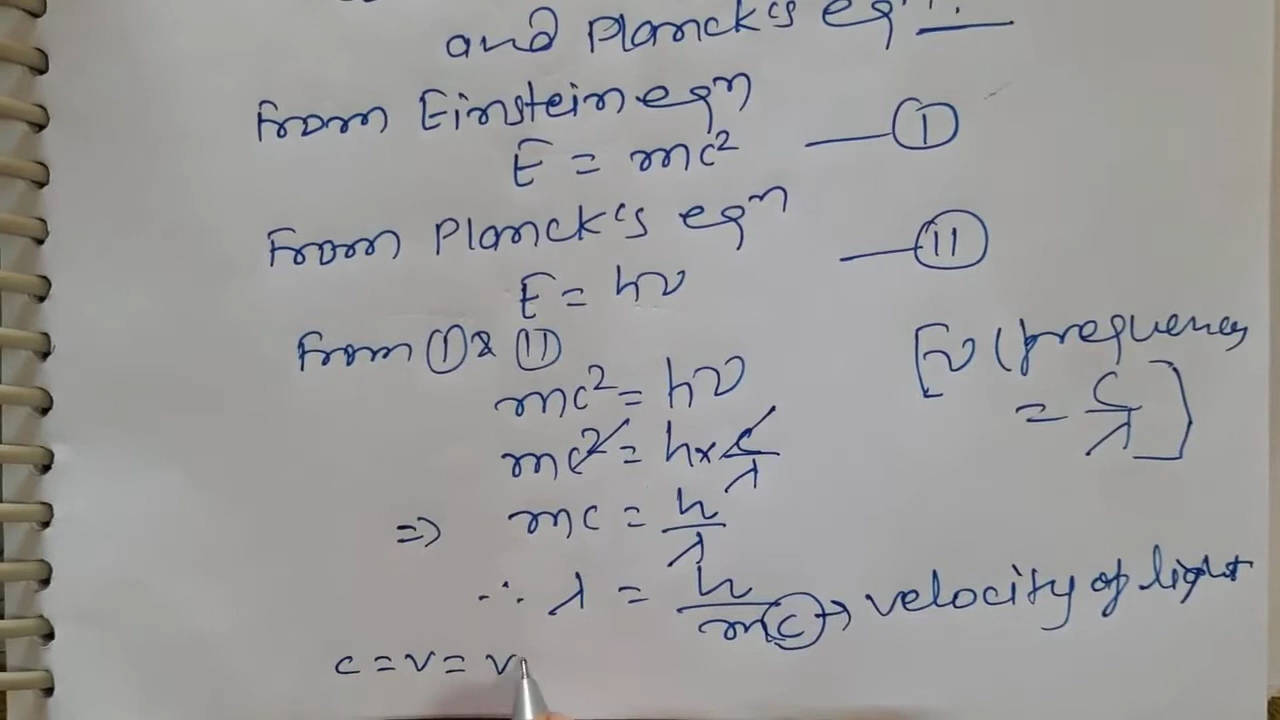 and Planck's eqn.
From Einstein eqn
E = mc² — (I)
From Planck's eqn
E = hν — (II)
From (I) & (II)
mc² = hν [ν (frequency
= c/λ]
mc² = h × c/λ
=> mc = h/λ
∴ λ = h/mc → velocity of light
c = v = v